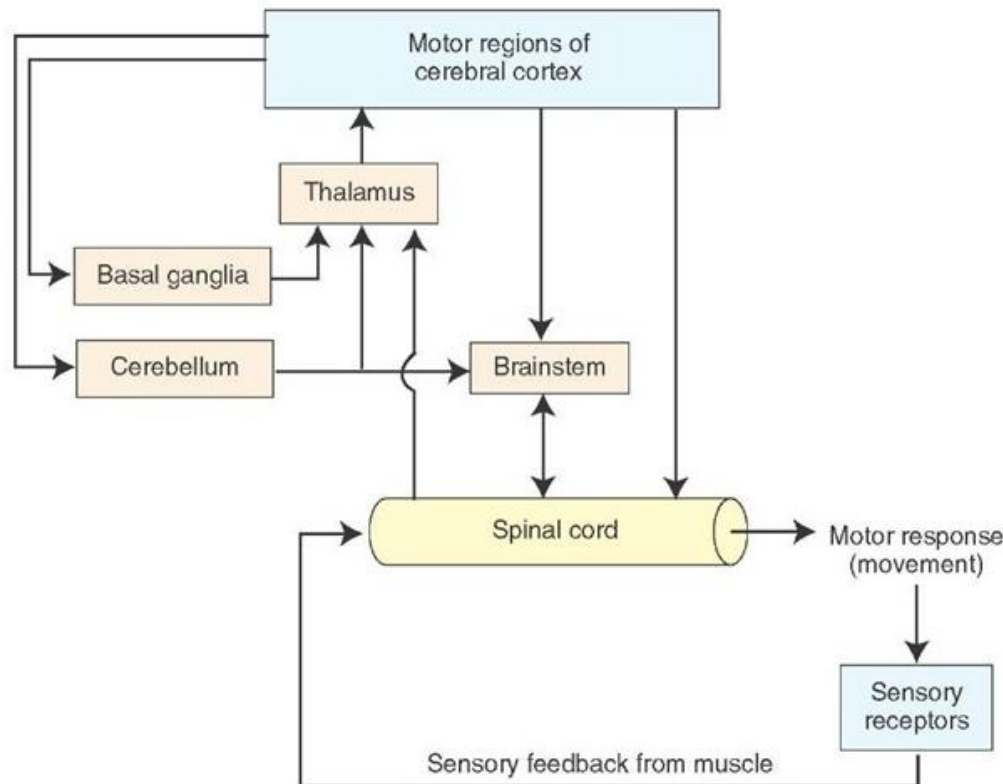 Motor regions of
cerebral cortex
Thalamus
Basal ganglia
Cerebellum
Brainstem
Spinal cord
Motor response
(movement)
Sensory
receptors
Sensory feedback from muscle